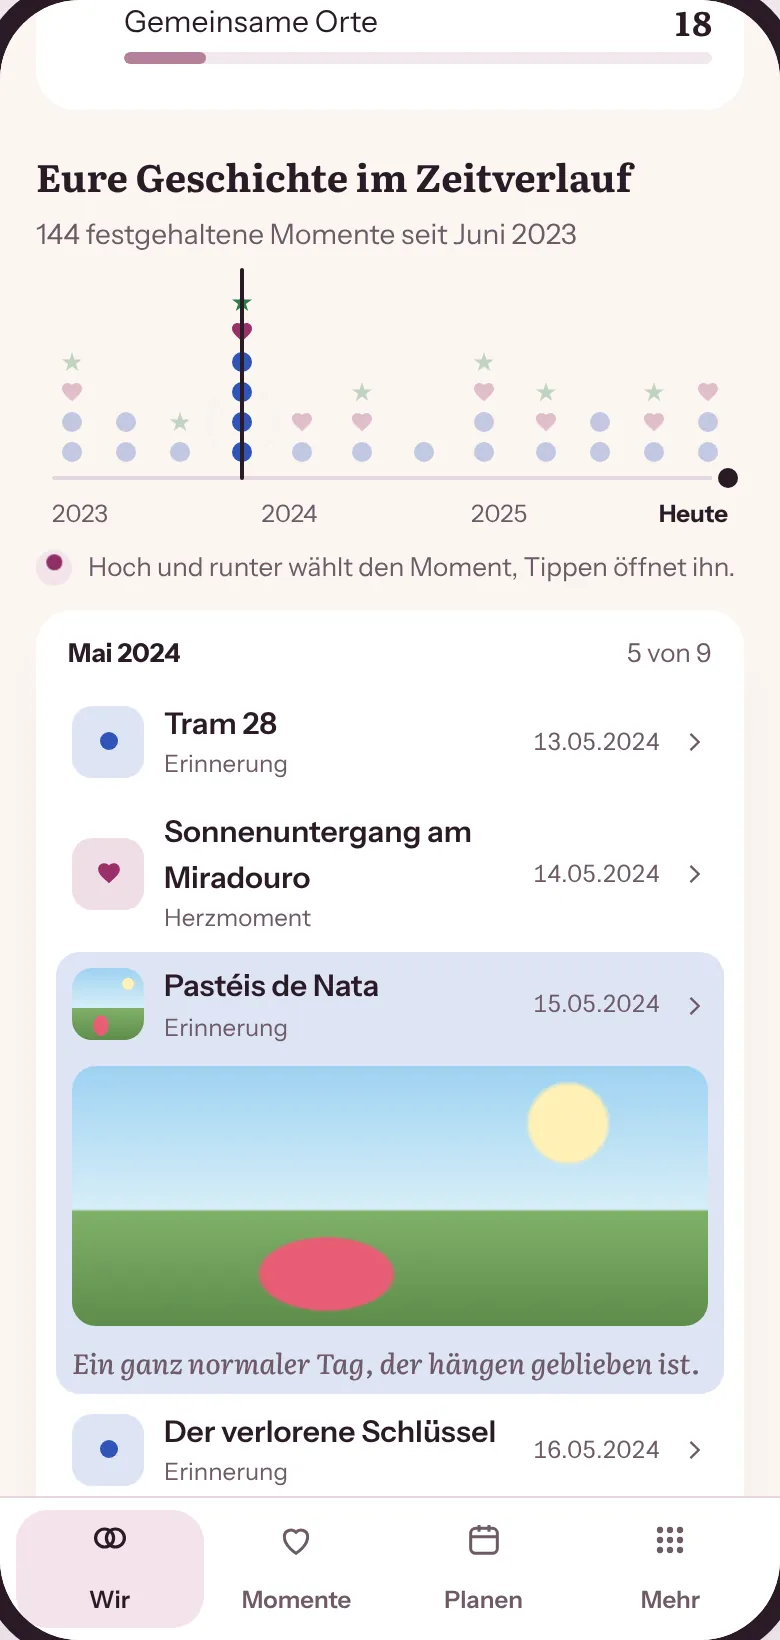 Gemeinsame Orte 18
Eure Geschichte im Zeitverlauf
144 festgehaltene Momente seit Juni 2023
2023 2024 2025 Heute
Hoch und runter wählt den Moment, Tippen öffnet ihn.
Mai 2024 5 von 9
Tram 28
Erinnerung
13.05.2024
Sonnenuntergang am
Miradouro
Herzmoment
14.05.2024
Pastéis de Nata
Erinnerung
15.05.2024
Ein ganz normaler Tag, der hängen geblieben ist.
Der verlorene Schlüssel
Erinnerung
16.05.2024
Wir Momente Planen Mehr